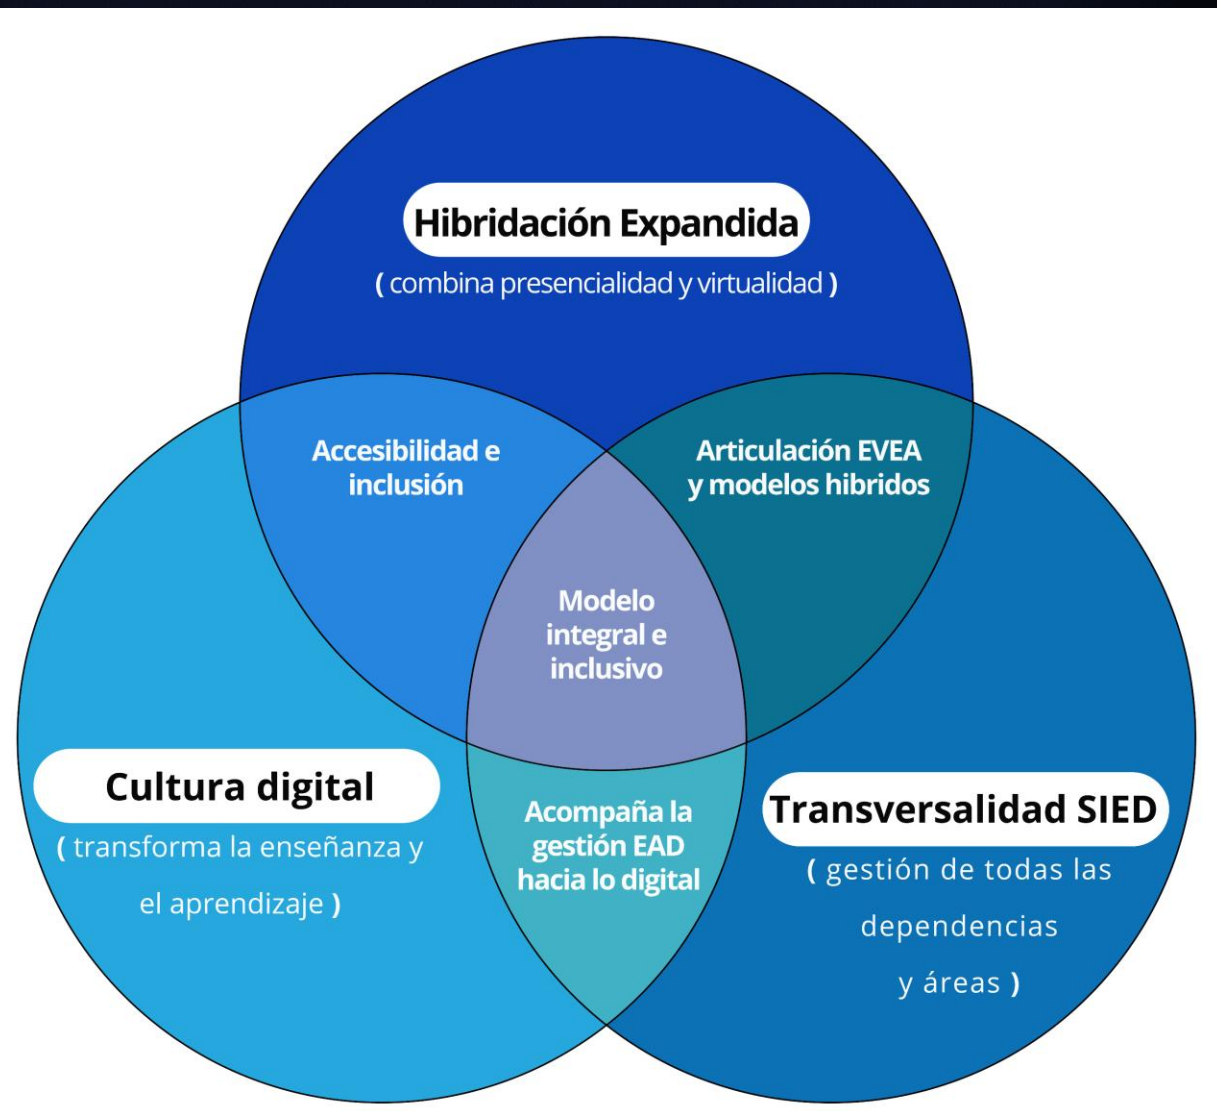 Hibridación Expandida
( combina presencialidad y virtualidad )
Accesibilidad e
inclusión
Articulación EVEA
y modelos hibridos
Modelo
integral e
inclusivo
Cultura digital
( transforma la enseñanza y
el aprendizaje )
Acompaña la
gestión EAD
hacia lo digital
Transversalidad SIED
( gestión de todas las
dependencias
y áreas )